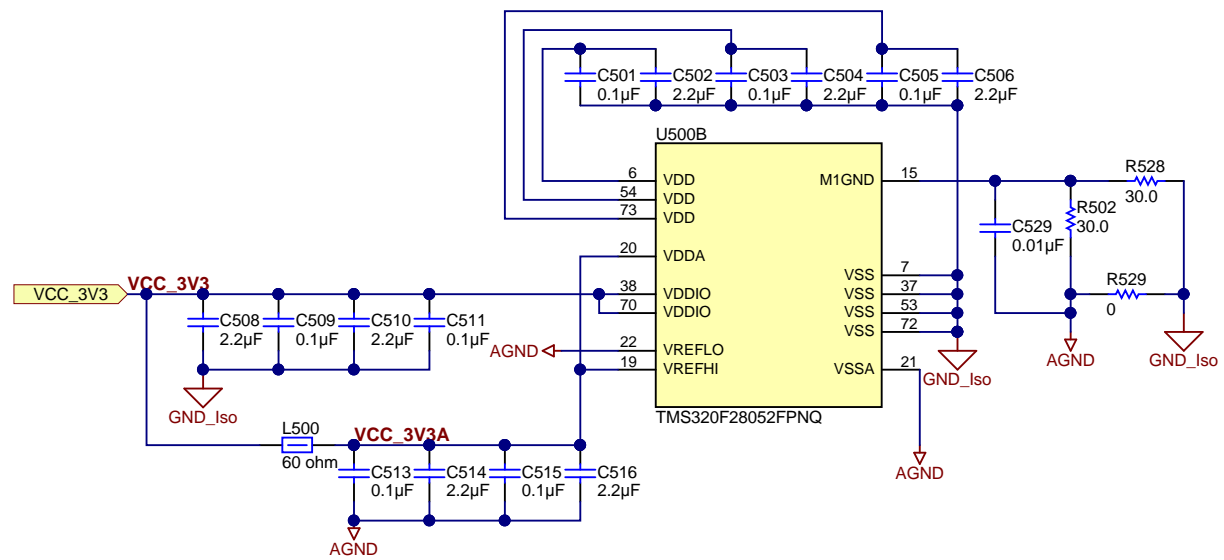 C501
0.1µF
C502
2.2µF
C503
0.1µF
C504
2.2µF
C505
0.1µF
C506
2.2µF
U500B
6 VDD
54 VDD
73 VDD
20 VDDA
38 VDDIO
70 VDDIO
22 VREFLO
19 VREFHI
M1GND 15
VSS 7
VSS 37
VSS 53
VSS 72
VSSA 21
TMS320F28052FPNQ
R528
30.0
R502
30.0
C529
0.01µF
R529
0
AGND
GND_Iso
GND_Iso
AGND
VCC_3V3
VCC_3V3
C508
2.2µF
C509
0.1µF
C510
2.2µF
C511
0.1µF
AGND
GND_Iso
L500
60 ohm
VCC_3V3A
C513
0.1µF
C514
2.2µF
C515
0.1µF
C516
2.2µF
AGND